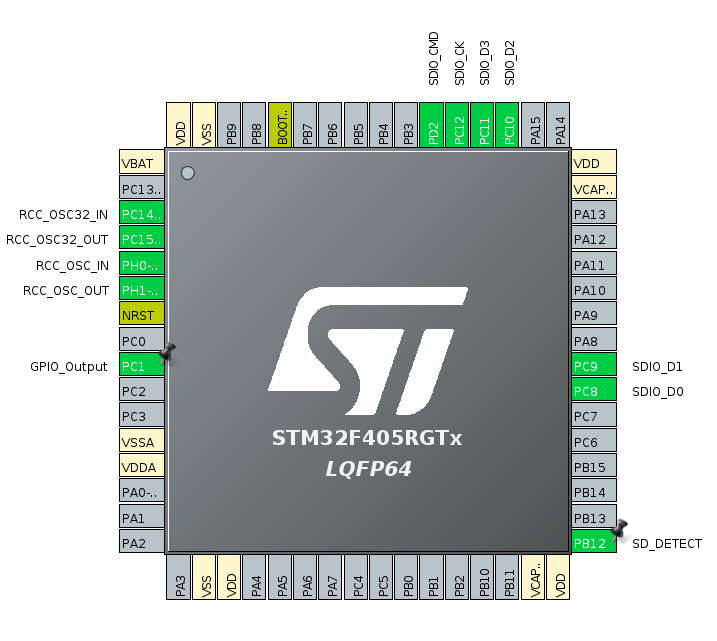 SDIO_CMD
SDIO_CK
SDIO_D3
SDIO_D2
VDD
VSS
PB9
PB8
BOOT..
PB7
PB6
PB5
PB4
PB3
PD2
PC12
PC11
PC10
PA15
PA14
VBAT
PC13..
RCC_OSC32_IN PC14..
RCC_OSC32_OUT PC15..
RCC_OSC_IN PH0-..
RCC_OSC_OUT PH1-..
NRST
PC0
GPIO_Output PC1
PC2
PC3
VSSA
VDDA
PA0-..
PA1
PA2
ST
STM32F405RGTx
LQFP64
VDD
VCAP..
PA13
PA12
PA11
PA10
PA9
PA8
PC9 SDIO_D1
PC8 SDIO_D0
PC7
PC6
PB15
PB14
PB13
PB12 SD_DETECT
PA3
VSS
VDD
PA4
PA5
PA6
PA7
PC4
PC5
PB0
PB1
PB2
PB10
PB11
VCAP..
VDD